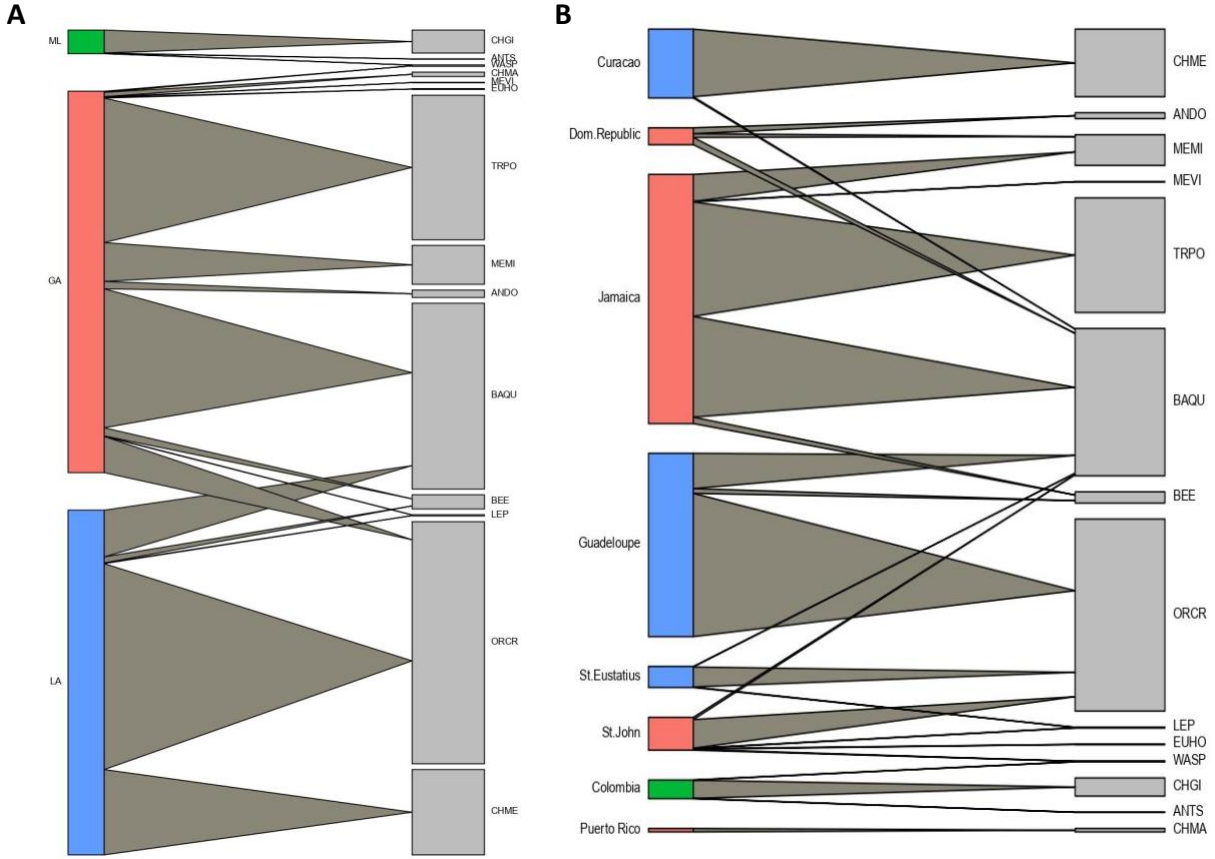 A
ML
GA
LA
CHGI
ANTS
WASP
CHMA
MEVI
EUHO
TRPO
MEMI
ANDO
BAQU
BEE
LEP
ORCR
CHME
B
Curacao
Dom.Republic
Jamaica
Guadeloupe
St.Eustatius
St.John
Colombia
Puerto Rico
CHME
ANDO
MEMI
MEVI
TRPO
BAQU
BEE
ORCR
LEP
EUHO
WASP
CHGI
ANTS
CHMA